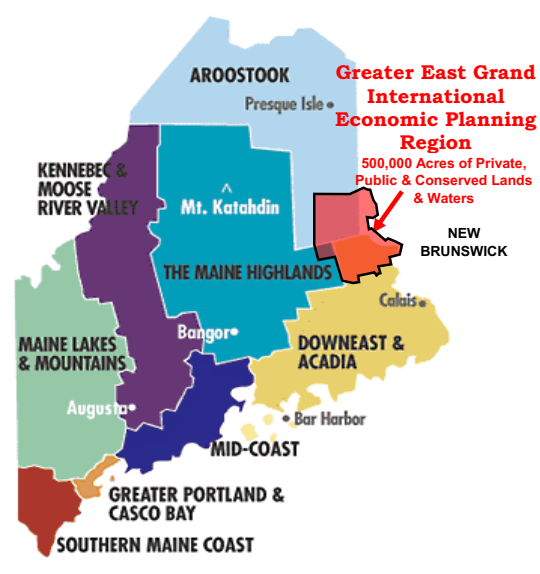 AROOSTOOK
Presque Isle
Greater East Grand
International
Economic Planning
Region
500,000 Acres of Private,
Public & Conserved Lands
& Waters
KENNEBEC &
MOOSE
RIVER VALLEY
Mt. Katahdin
NEW
BRUNSWICK
THE MAINE HIGHLANDS
Calais
Bangor
MAINE LAKES
& MOUNTAINS
DOWNEAST &
ACADIA
Augusta
Bar Harbor
MID-COAST
GREATER PORTLAND &
CASCO BAY
SOUTHERN MAINE COAST